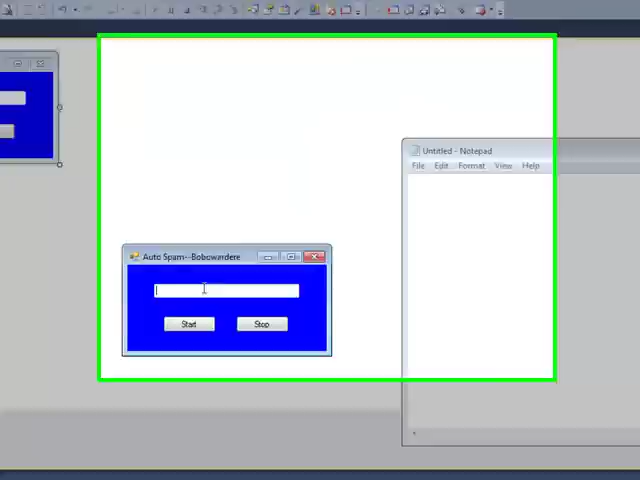 Untitled - Notepad
File Edit Format View Help
Auto Spam--Bobowardere
Start Stop